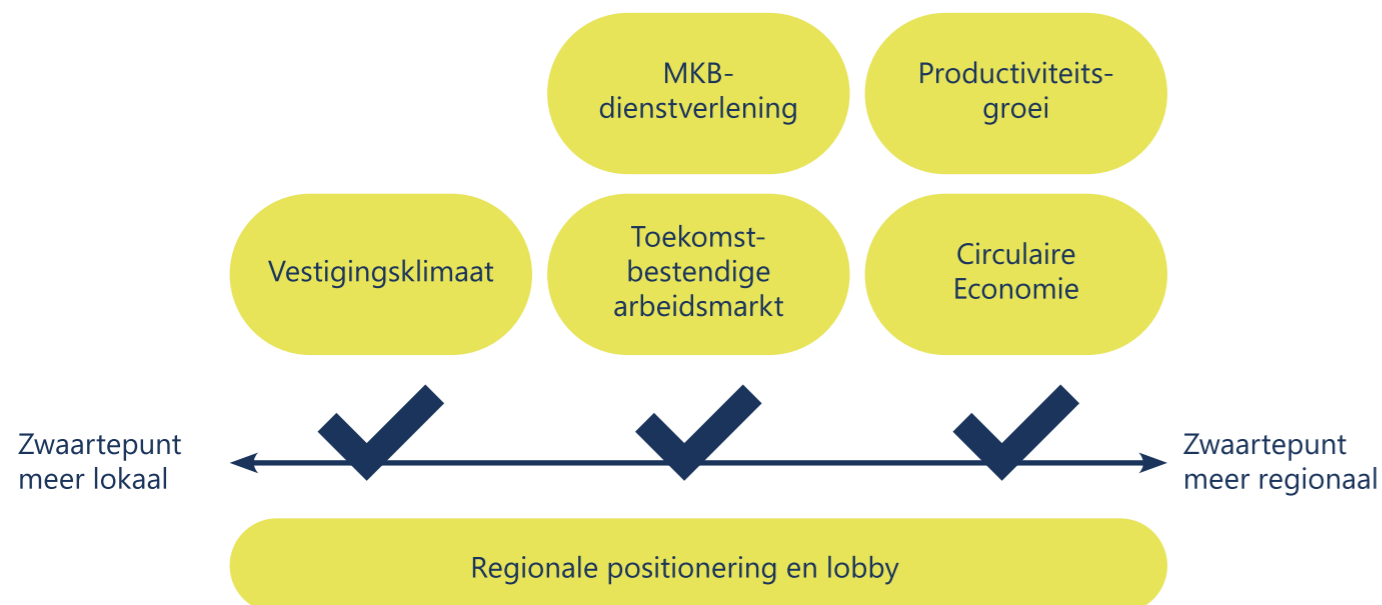 MKB-
dienstverlening
Productiviteits-
groei
Vestigingsklimaat
Toekomst-
bestendige
arbeidsmarkt
Circulaire
Economie
Zwaartepunt
meer lokaal
Zwaartepunt
meer regionaal
Regionale positionering en lobby